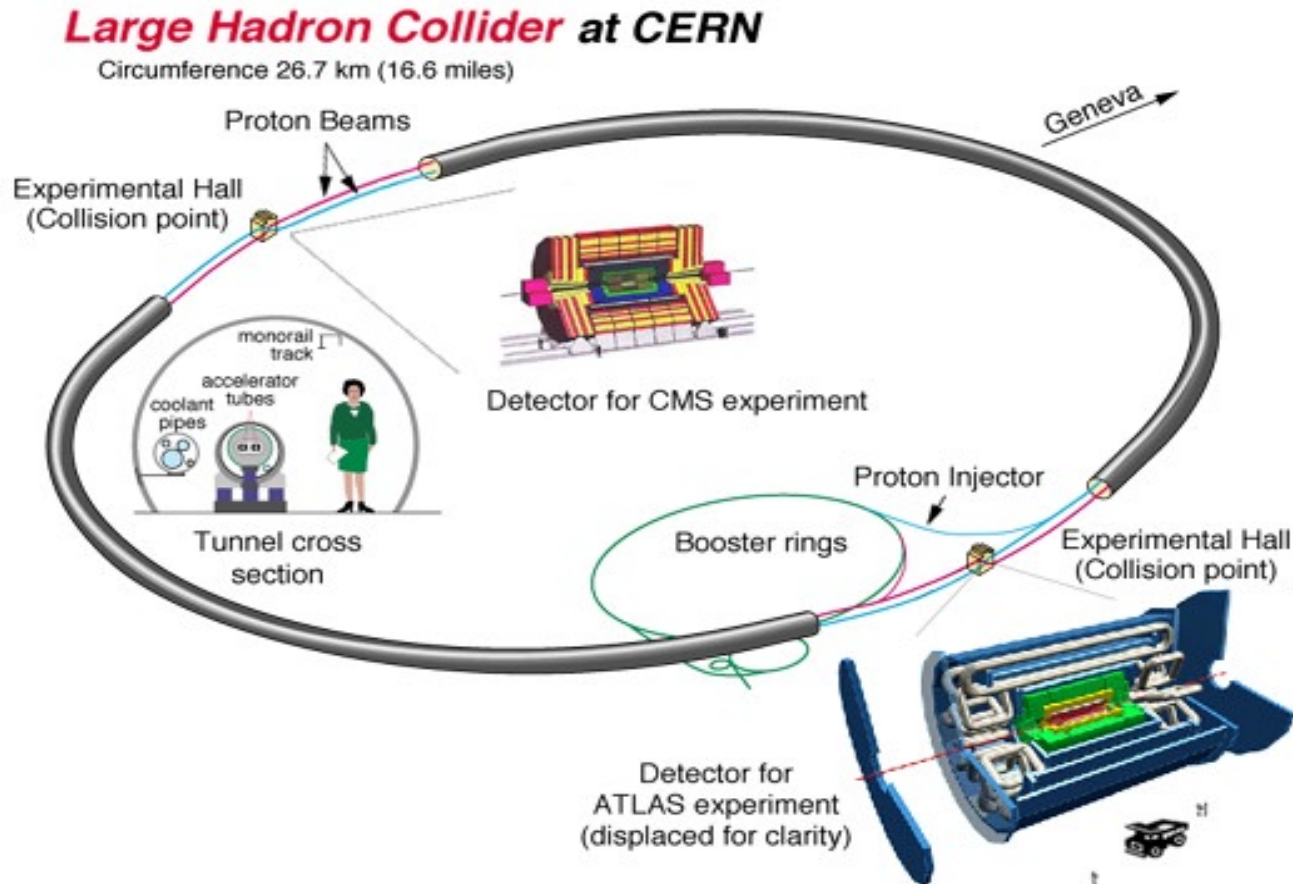 Large Hadron Collider at CERN
Circumference 26.7 km (16.6 miles)
Proton Beams
Geneva
Experimental Hall
(Collision point)
monorail
track
accelerator
tubes
coolant
pipes
Detector for CMS experiment
Proton Injector
Tunnel cross
section
Booster rings
Experimental Hall
(Collision point)
Detector for
ATLAS experiment
(displaced for clarity)